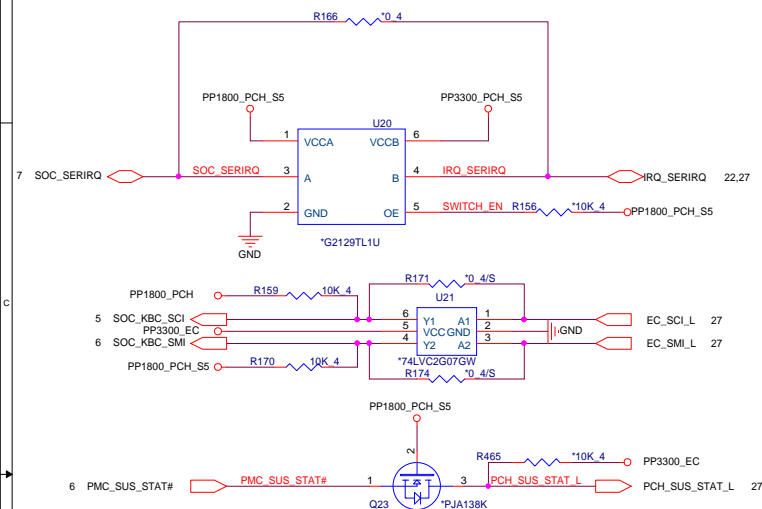 R166 *0_4
PP1800_PCH_S5 PP3300_PCH_S5
U20
1 VCCA VCCB 6
7 SOC_SERIRQ SOC_SERIRQ 3 A B 4 IRQ_SERIRQ IRQ_SERIRQ 22,27
2 GND OE 5 SWITCH_EN R156 *10K_4 PP1800_PCH_S5
*G2129TL1U
GND
R171 *0_4/S
PP1800_PCH R159 10K_4 U21
C
5 SOC_KBC_SCI 6 Y1 A1 1 EC_SCI_L 27
PP3300_EC 5 VCC GND 2 GND
6 SOC_KBC_SMI 4 Y2 A2 3 EC_SMI_L 27
PP1800_PCH_S5 R170 10K_4 *74LVC2G07GW
R174 *0_4/S
PP1800_PCH_S5
2
R465 *10K_4 PP3300_EC
6 PMC_SUS_STAT# PMC_SUS_STAT# 1 3 PCH_SUS_STAT_L PCH_SUS_STAT_L 27
Q23 *PJA138K